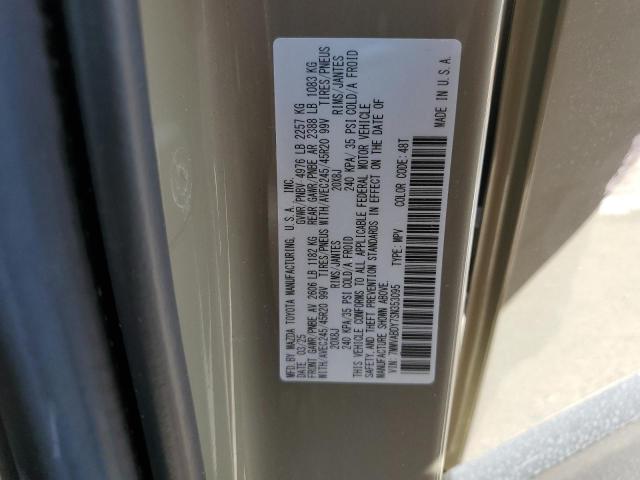 MFD. BY MAZDA TOYOTA MANUFACTURING, U.S.A., INC.
DATE: 03/25 GVWR/PNBV 4976 LB 2257 KG
FRONT GAWR/PNBE AV 2606 LB 1182 KG REAR GAWR/PNBE AR 2388 LB 1083 KG
WITH/AVEC 245/45R20 99V TIRES/PNEUS WITH/AVEC 245/45R20 99V TIRES/PNEUS
20X8J RIMS/JANTES 20X8J RIMS/JANTES
240 KPA/35 PSI COLD/A FROID 240 KPA/35 PSI COLD/A FROID
THIS VEHICLE CONFORMS TO ALL APPLICABLE FEDERAL MOTOR VEHICLE
SAFETY, AND THEFT PREVENTION STANDARDS IN EFFECT ON THE DATE OF
MANUFACTURE SHOWN ABOVE.
VIN: 7MMVABDY7SN353095 TYPE: MPV
COLOR CODE: 48T
MADE IN U.S.A.